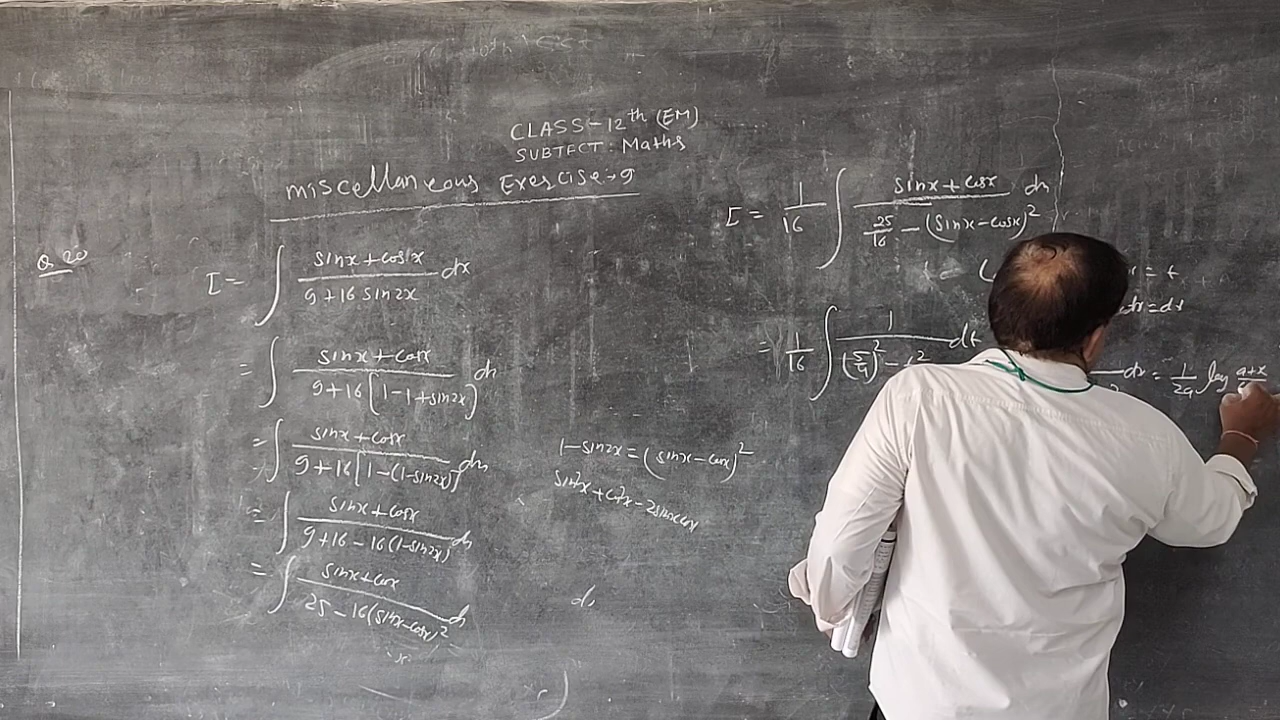 CLASS-12th (EM)
SUBTECT: Maths
miscellaneous Exercise-9
Q 20
I = ∫ sinx+cosx / 9+16 sin2x dx
= ∫ sinx+cosx / 9+16[1-1+sin2x] dx
= ∫ sinx+cosx / 9+16[1-(1-sin2x)] dx
= ∫ sinx+cosx / 9+16-16(1-sin2x) dx
= ∫ sinx+cosx / 25-16(sinx-cosx)² dx
1-sin2x = (sinx-cosx)²
sin²x+cos²x-2sinxcosx
I = 1/16 ∫ sinx+cosx / 25/16 - (sinx-cosx)² dx
= t
= dt
= 1/16 ∫ 1 / (5/4)² - t² dt
dx = 1/2a log a+x